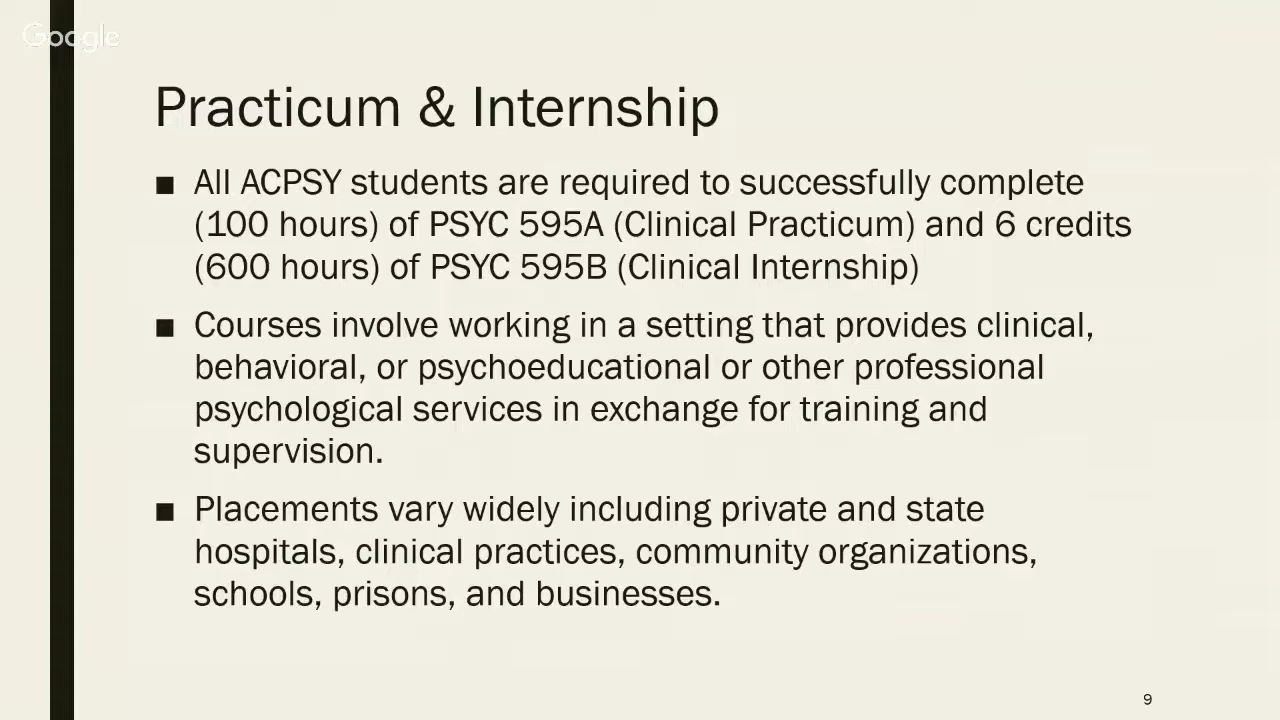 Google
Practicum & Internship
■ All ACPSY students are required to successfully complete
(100 hours) of PSYC 595A (Clinical Practicum) and 6 credits
(600 hours) of PSYC 595B (Clinical Internship)
■ Courses involve working in a setting that provides clinical,
behavioral, or psychoeducational or other professional
psychological services in exchange for training and
supervision.
■ Placements vary widely including private and state
hospitals, clinical practices, community organizations,
schools, prisons, and businesses.
9